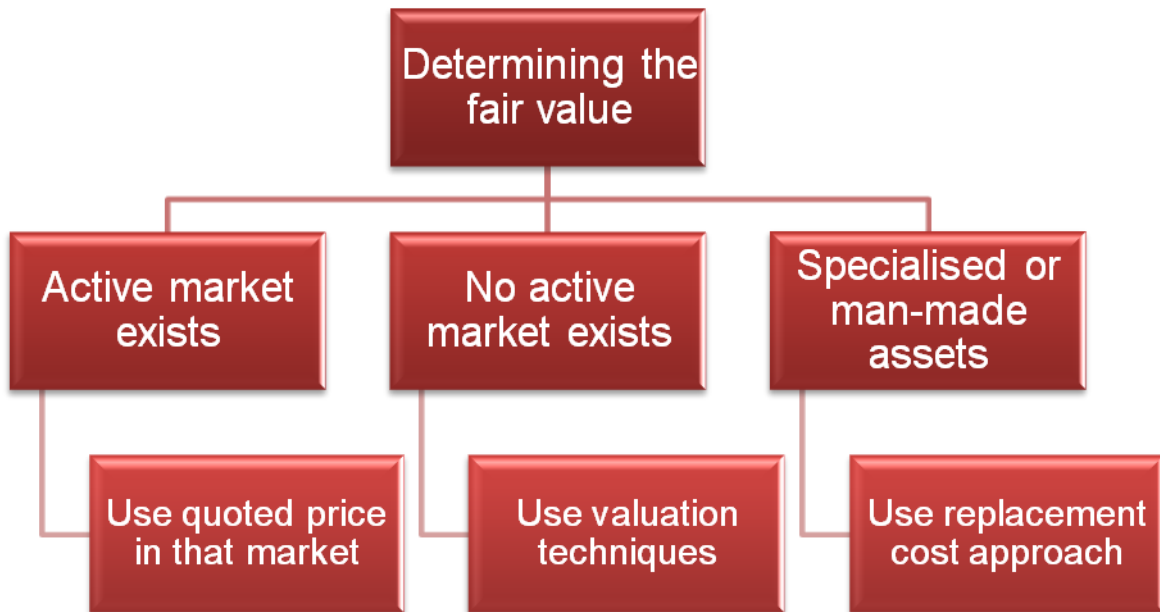 Determining the
fair value
Active market
exists
No active
market exists
Specialised or
man-made
assets
Use quoted price
in that market
Use valuation
techniques
Use replacement
cost approach